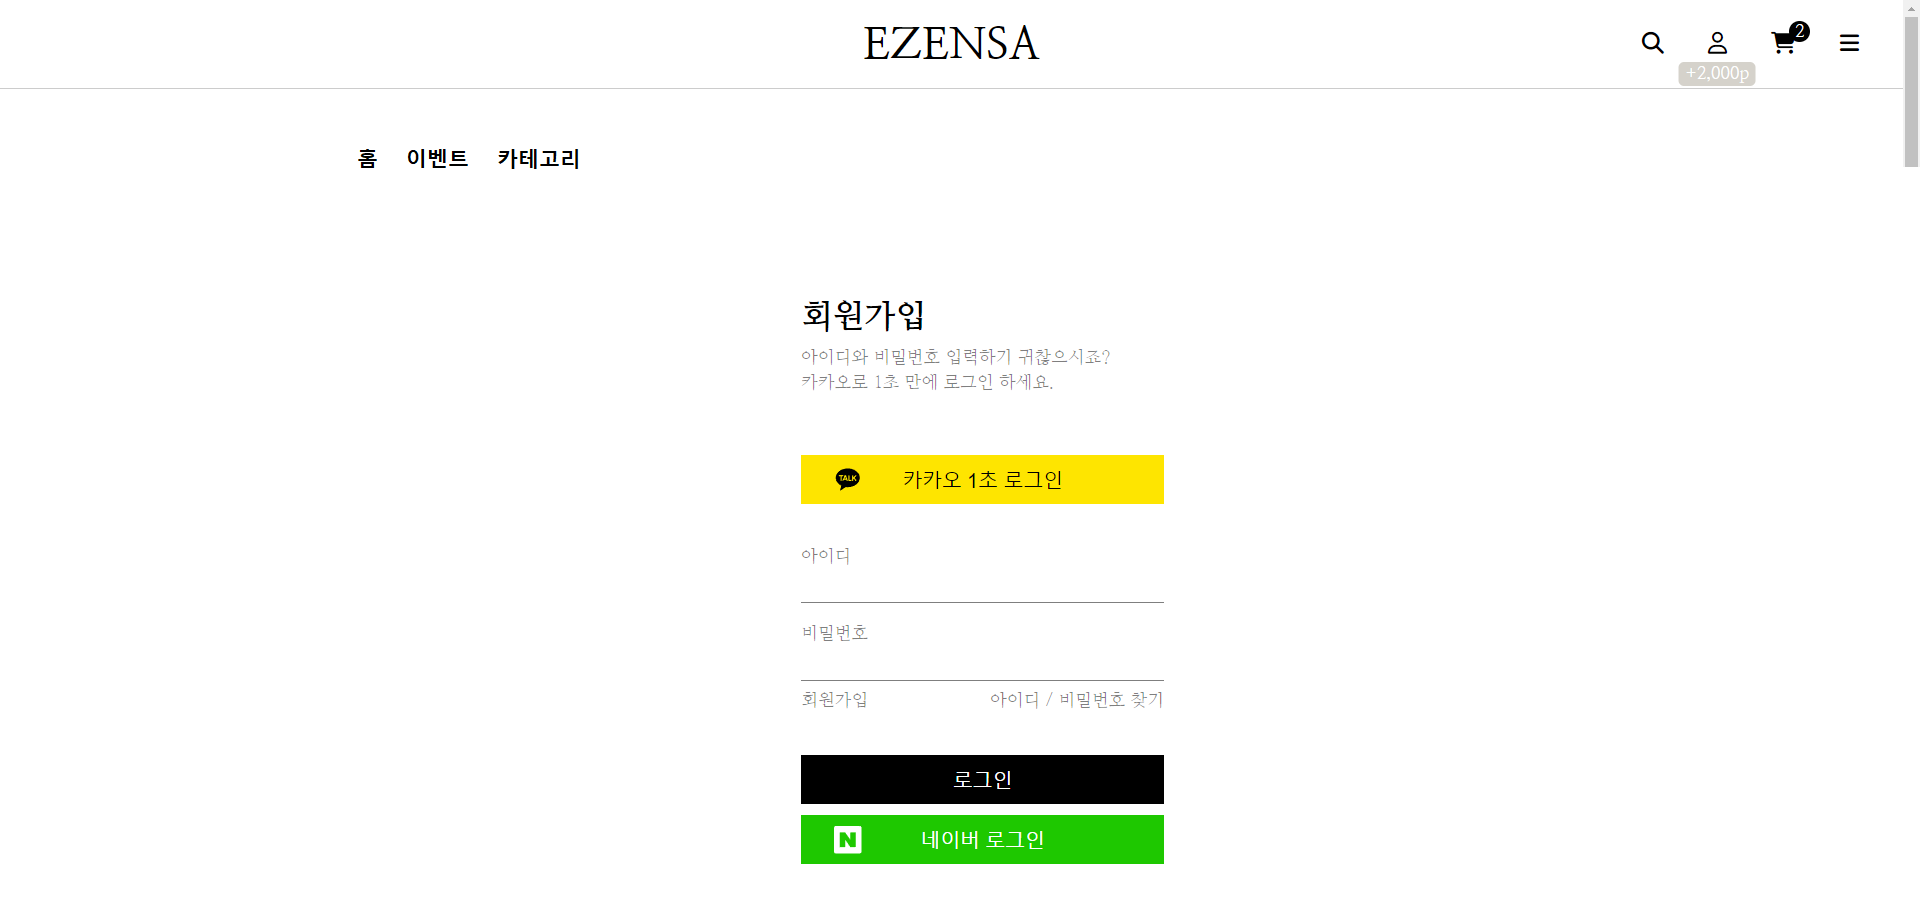 EZENSA
2
+2,000p
홈 이벤트 카테고리
회원가입
아이디와 비밀번호 입력하기 귀찮으시죠?
카카오로 1초 만에 로그인 하세요.
TALK 카카오 1초 로그인
아이디
비밀번호
회원가입 아이디 / 비밀번호 찾기
로그인
N 네이버 로그인